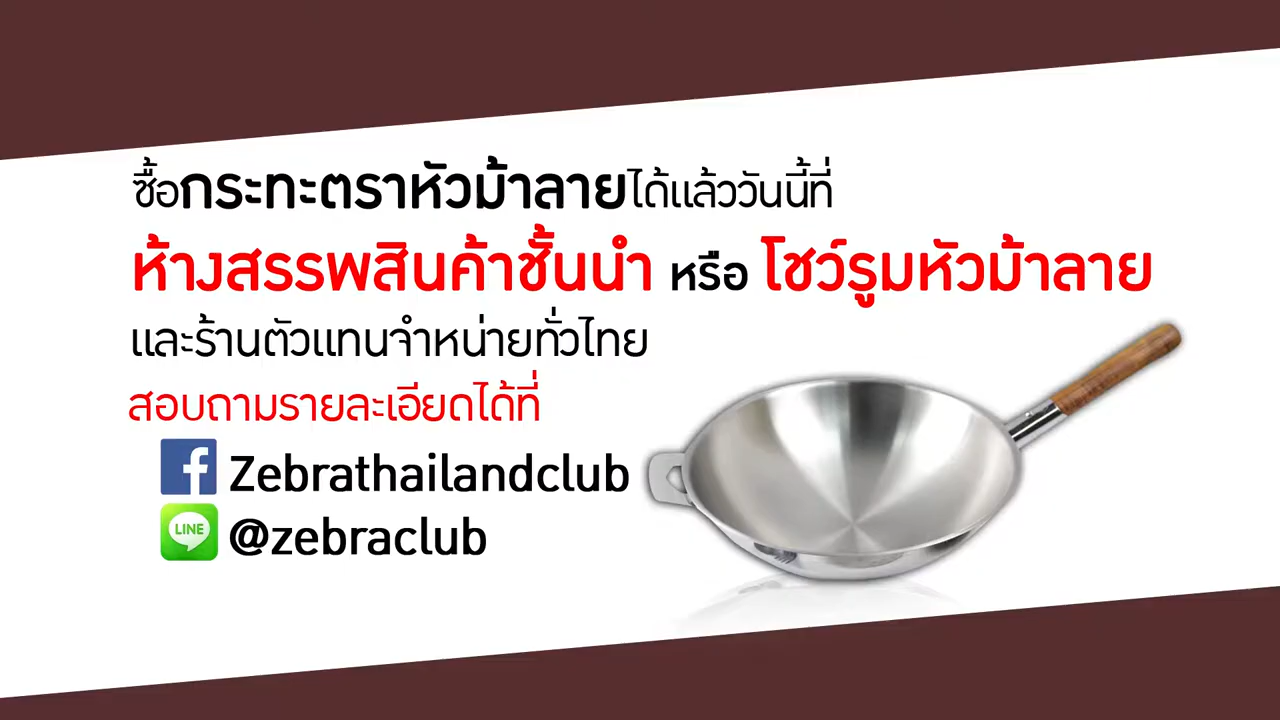 ซื้อกระทะตราหัวม้าลายได้แล้ววันนี้ที่
ห้างสรรพสินค้าชั้นนำ หรือ โชว์รูมหัวม้าลาย
และร้านตัวแทนจำหน่ายทั่วไทย
สอบถามรายละเอียดได้ที่
f Zebrathailandclub
LINE @zebraclub